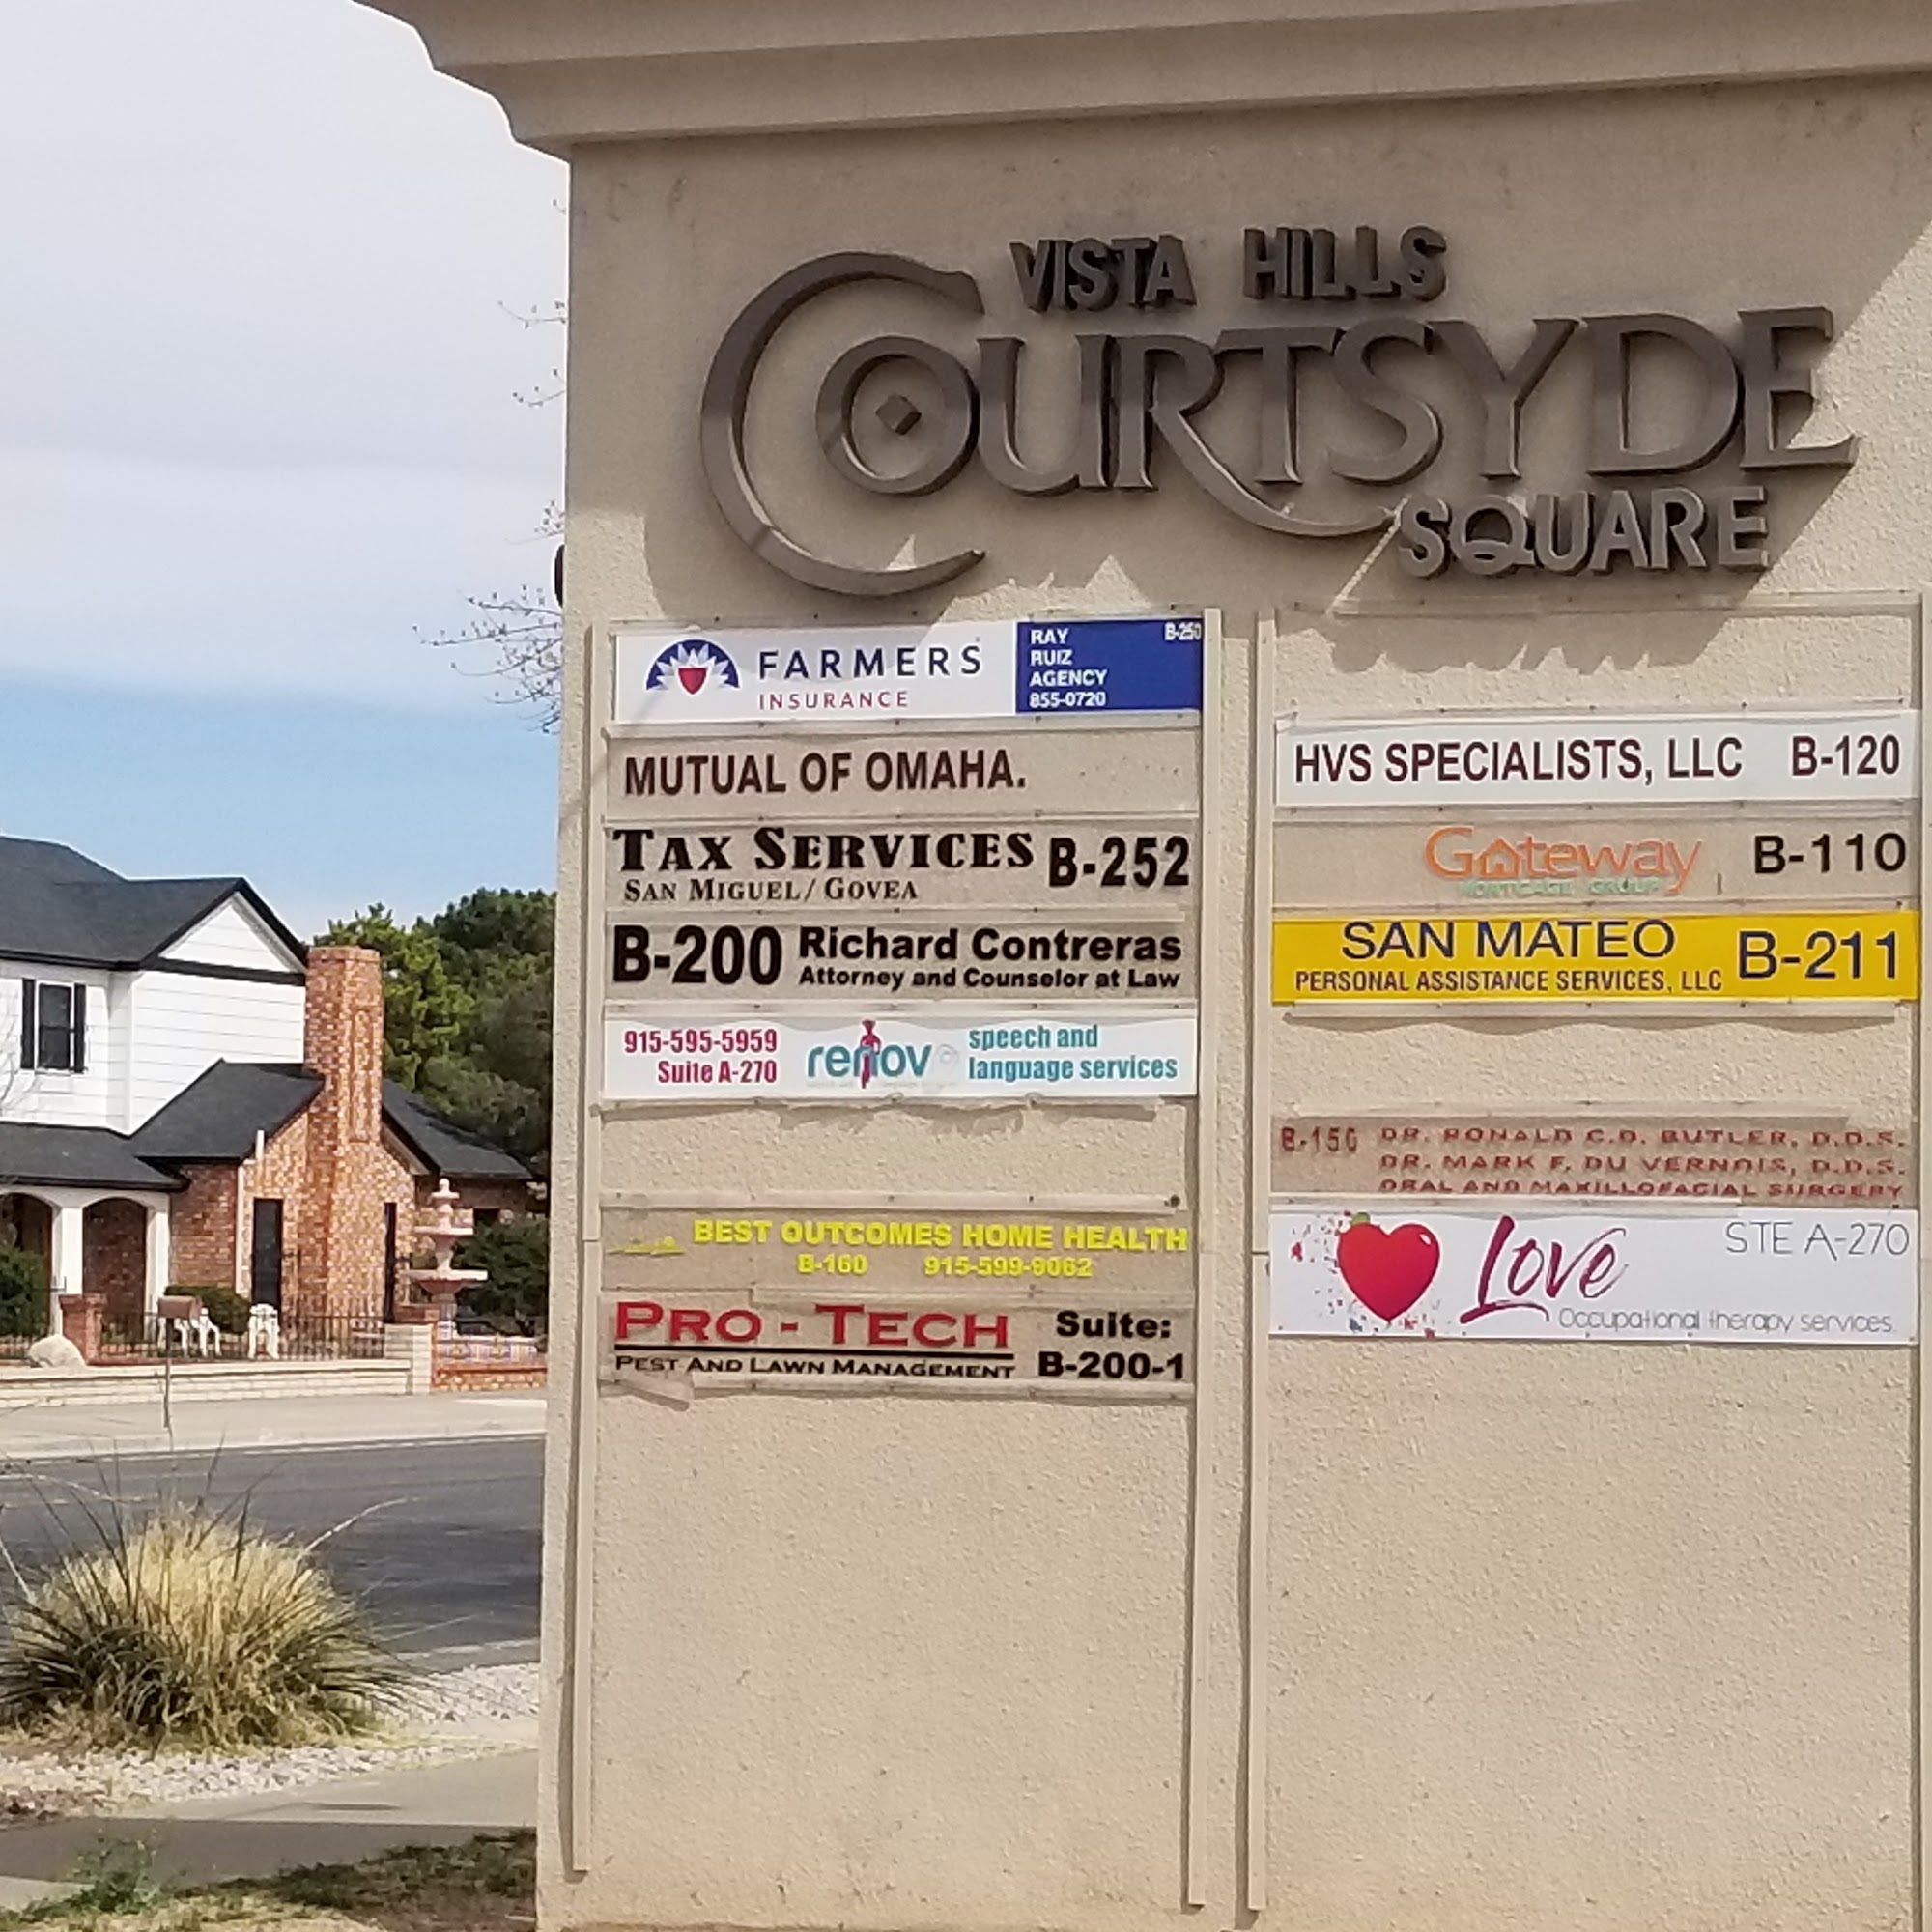 VISTA HILLS
COURTSYDE
SQUARE
FARMERS
INSURANCE
RAY
RUIZ
AGENCY
855-0720
B-250
MUTUAL OF OMAHA.
TAX SERVICES
SAN MIGUEL/GOVEA
B-252
B-200
Richard Contreras
Attorney and Counselor at Law
915-595-5959
Suite A-270
renov
speech and
language services
BEST OUTCOMES HOME HEALTH
B-160 915-599-9062
PRO-TECH
PEST AND LAWN MANAGEMENT
Suite:
B-200-1
HVS SPECIALISTS, LLC B-120
Gateway
MORTGAGE GROUP
B-110
SAN MATEO
PERSONAL ASSISTANCE SERVICES, LLC
B-211
B-150
DR. RONALD C.D. BUTLER, D.D.S.
DR. MARK F. DU VERNOIS, D.D.S.
ORAL AND MAXILLOFACIAL SURGERY
Love
STE A-270
Occupational therapy services.